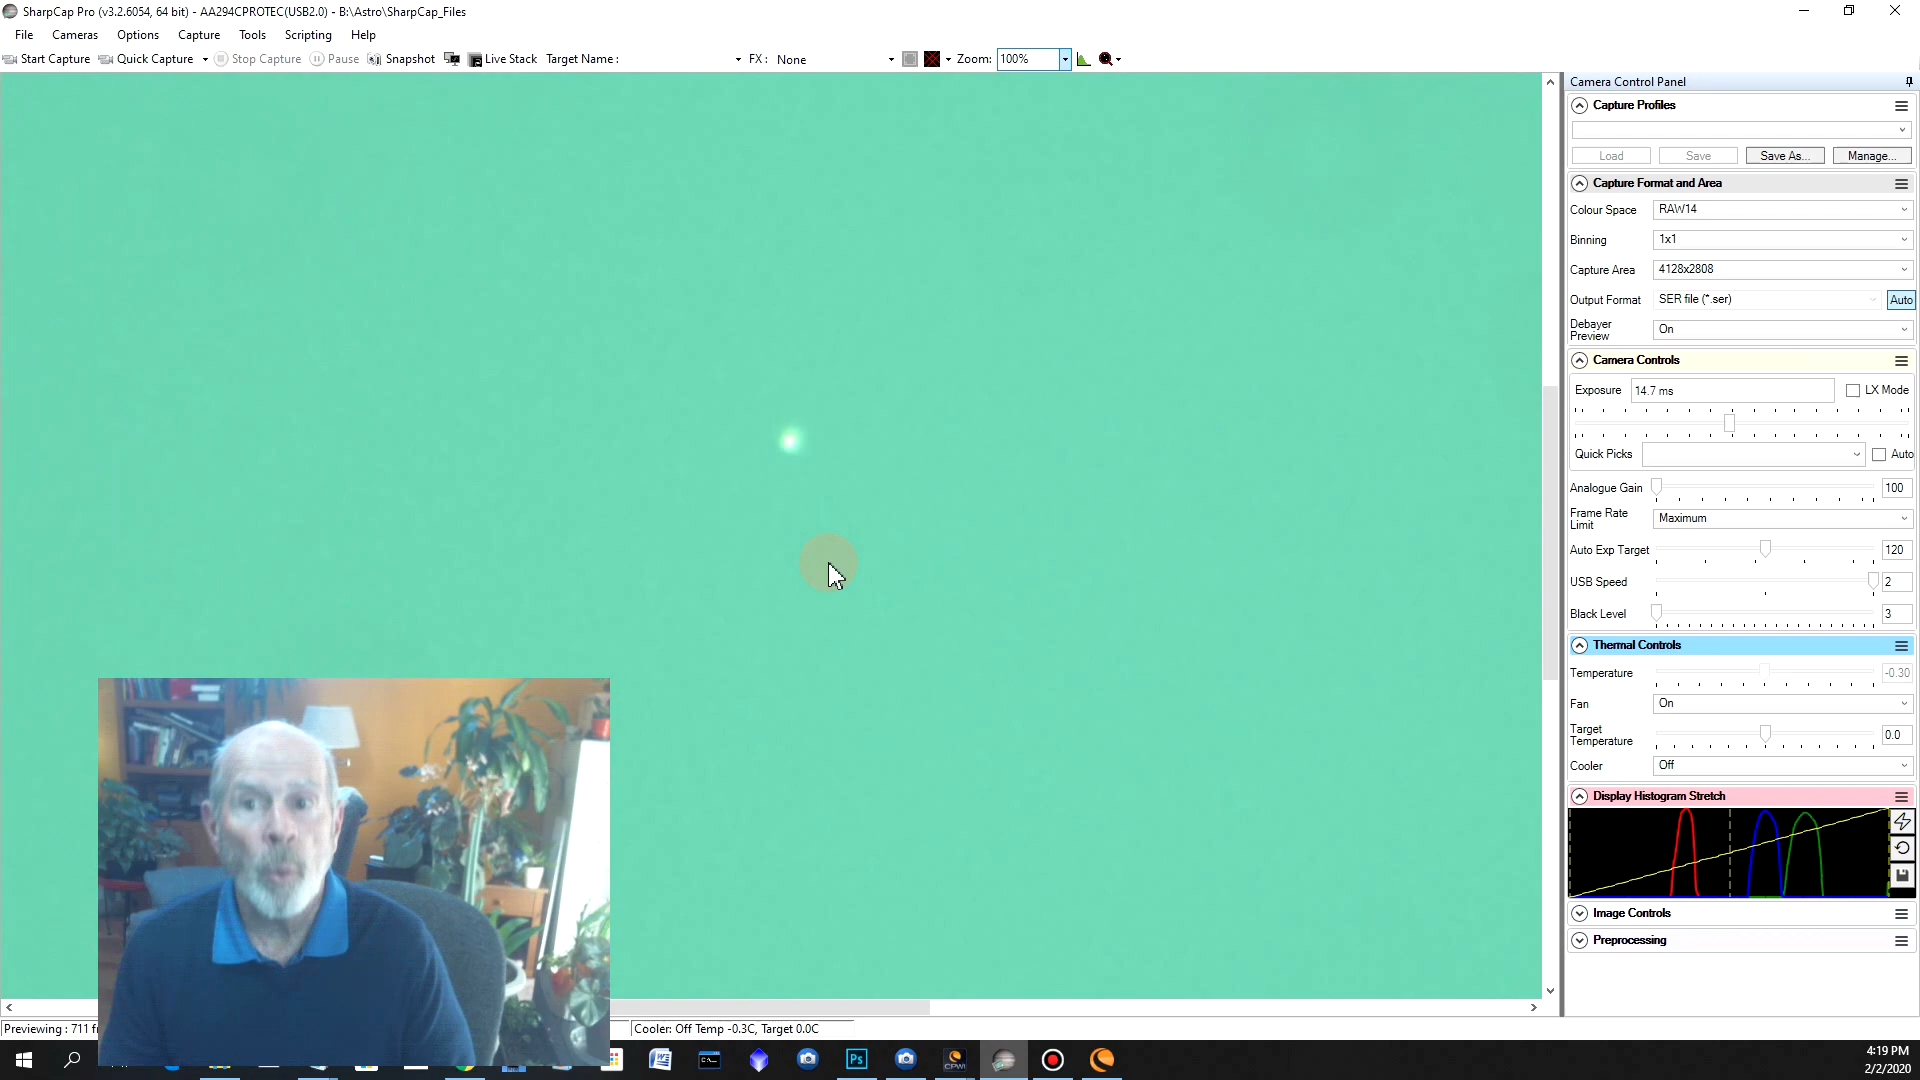 SharpCap Pro (v3.2.6054, 64 bit) - AA294CPROTEC(USB2.0) - B:\Astro\SharpCap_Files
File Cameras Options Capture Tools Scripting Help
Start Capture Quick Capture Stop Capture Pause Snapshot Live Stack Target Name : FX : None Zoom: 100%
Camera Control Panel
Capture Profiles
Load Save Save As... Manage...
Capture Format and Area
Colour Space RAW14
Binning 1x1
Capture Area 4128x2808
Output Format SER file (*.ser) Auto
Debayer Preview On
Camera Controls
Exposure 14.7 ms LX Mode
Quick Picks Auto
Analogue Gain 100
Frame Rate Limit Maximum
Auto Exp Target 120
USB Speed 2
Black Level 3
Thermal Controls
Temperature -0.30
Fan On
Target Temperature 0.0
Cooler Off
Display Histogram Stretch
Image Controls
Preprocessing
Previewing : 711 Cooler: Off Temp -0.3C, Target 0.0C
Ps CPWI
4:19 PM
2/2/2020